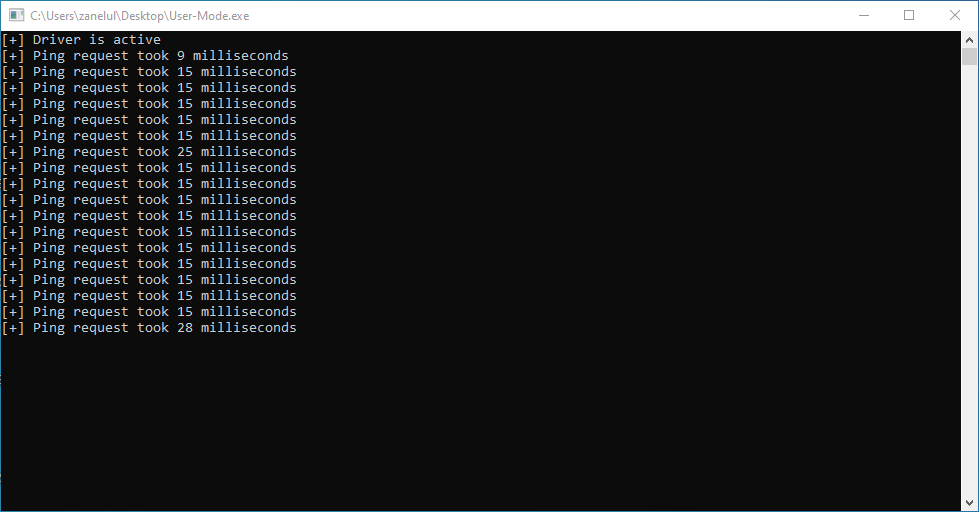 C:\Users\zanelul\Desktop\User-Mode.exe
[+] Driver is active
[+] Ping request took 9 milliseconds
[+] Ping request took 15 milliseconds
[+] Ping request took 15 milliseconds
[+] Ping request took 15 milliseconds
[+] Ping request took 15 milliseconds
[+] Ping request took 15 milliseconds
[+] Ping request took 25 milliseconds
[+] Ping request took 15 milliseconds
[+] Ping request took 15 milliseconds
[+] Ping request took 15 milliseconds
[+] Ping request took 15 milliseconds
[+] Ping request took 15 milliseconds
[+] Ping request took 15 milliseconds
[+] Ping request took 15 milliseconds
[+] Ping request took 15 milliseconds
[+] Ping request took 15 milliseconds
[+] Ping request took 15 milliseconds
[+] Ping request took 28 milliseconds